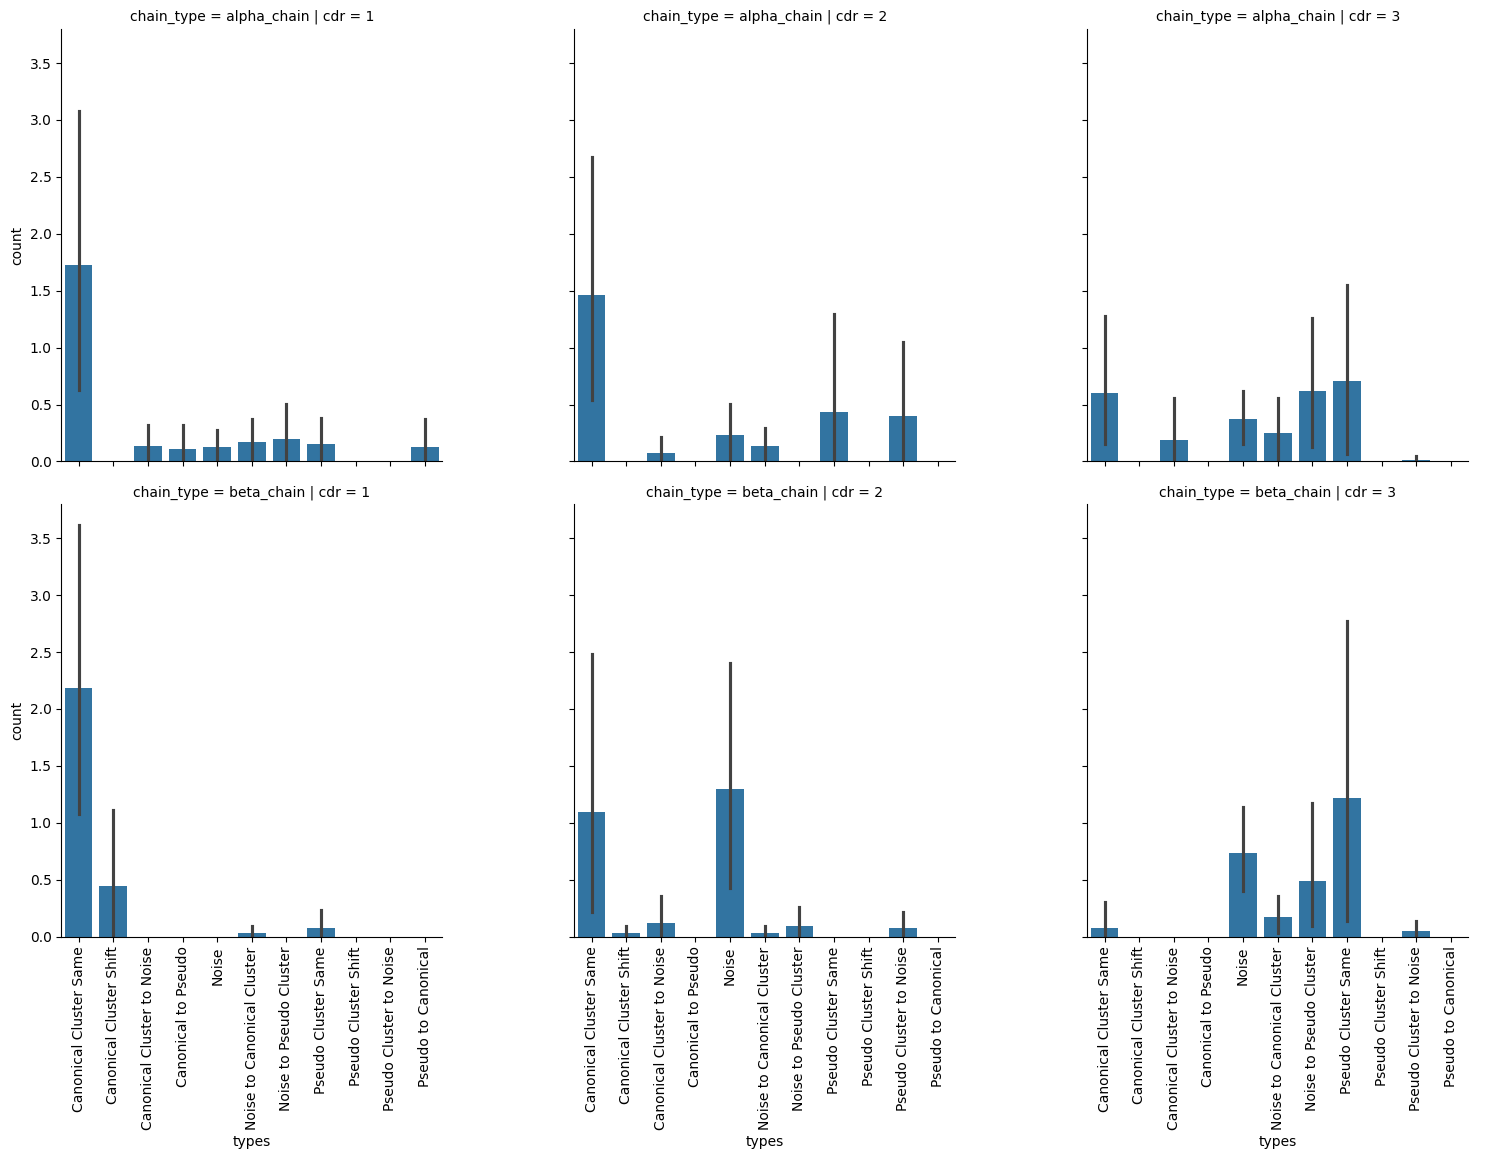 chain_type = alpha_chain | cdr = 1
chain_type = alpha_chain | cdr = 2
chain_type = alpha_chain | cdr = 3
3.5
3.0
2.5
2.0
1.5
1.0
0.5
0.0
count
chain_type = beta_chain | cdr = 1
chain_type = beta_chain | cdr = 2
chain_type = beta_chain | cdr = 3
3.5
3.0
2.5
2.0
1.5
1.0
0.5
0.0
count
Canonical Cluster Same
Canonical Cluster Shift
Canonical Cluster to Noise
Canonical to Pseudo
Noise
Noise to Canonical Cluster
Noise to Pseudo Cluster
Pseudo Cluster Same
Pseudo Cluster Shift
Pseudo Cluster to Noise
Pseudo to Canonical
types
Canonical Cluster Same
Canonical Cluster Shift
Canonical Cluster to Noise
Canonical to Pseudo
Noise
Noise to Canonical Cluster
Noise to Pseudo Cluster
Pseudo Cluster Same
Pseudo Cluster Shift
Pseudo Cluster to Noise
Pseudo to Canonical
types
Canonical Cluster Same
Canonical Cluster Shift
Canonical Cluster to Noise
Canonical to Pseudo
Noise
Noise to Canonical Cluster
Noise to Pseudo Cluster
Pseudo Cluster Same
Pseudo Cluster Shift
Pseudo Cluster to Noise
Pseudo to Canonical
types